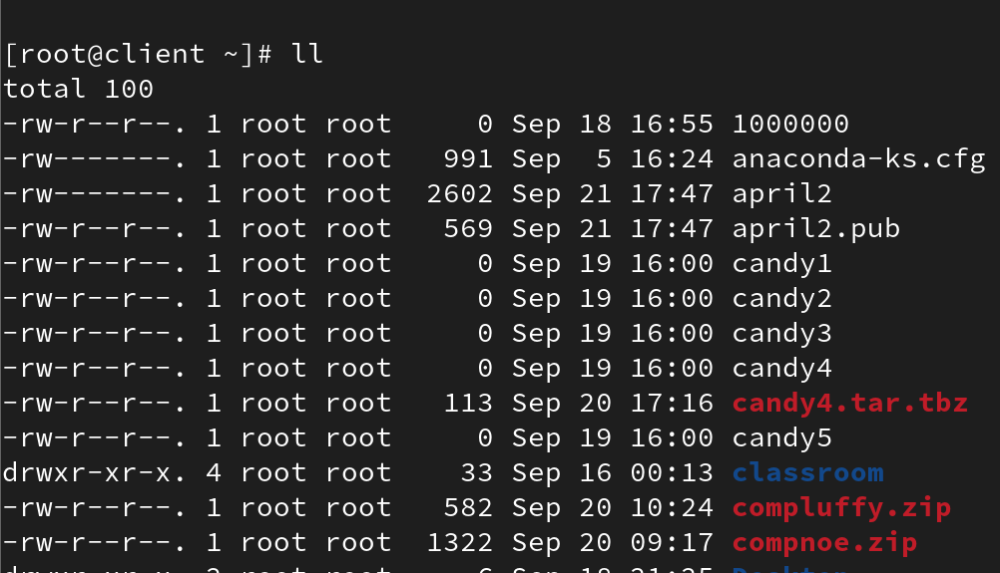 [root@client ~]# ll
total 100
-rw-r--r--. 1 root root     0 Sep 18 16:55 1000000
-rw-------. 1 root root   991 Sep  5 16:24 anaconda-ks.cfg
-rw-------. 1 root root  2602 Sep 21 17:47 april2
-rw-r--r--. 1 root root   569 Sep 21 17:47 april2.pub
-rw-r--r--. 1 root root     0 Sep 19 16:00 candy1
-rw-r--r--. 1 root root     0 Sep 19 16:00 candy2
-rw-r--r--. 1 root root     0 Sep 19 16:00 candy3
-rw-r--r--. 1 root root     0 Sep 19 16:00 candy4
-rw-r--r--. 1 root root   113 Sep 20 17:16 candy4.tar.tbz
-rw-r--r--. 1 root root     0 Sep 19 16:00 candy5
drwxr-xr-x. 4 root root    33 Sep 16 00:13 classroom
-rw-r--r--. 1 root root   582 Sep 20 10:24 compluffy.zip
-rw-r--r--. 1 root root  1322 Sep 20 09:17 compnoe.zip